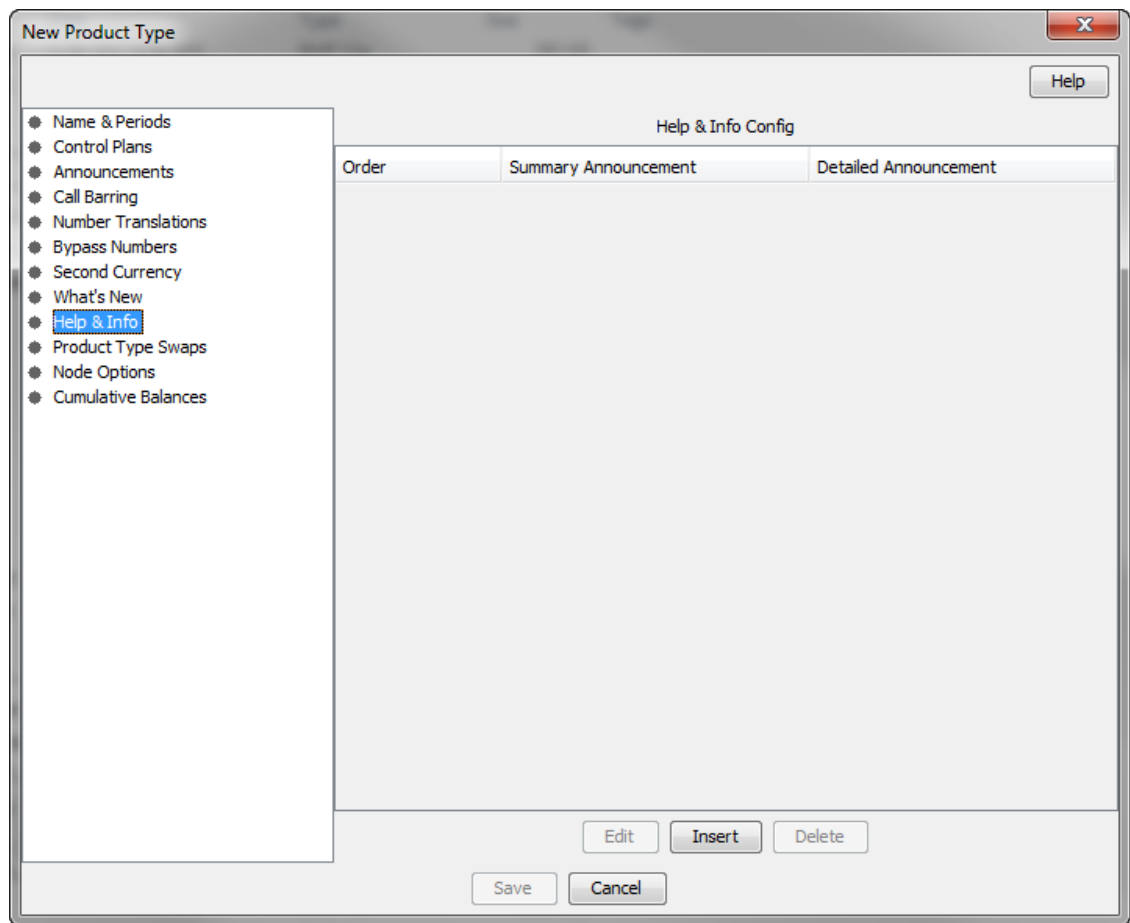 New Product Type
Help
Name & Periods
Control Plans
Announcements
Call Barring
Number Translations
Bypass Numbers
Second Currency
What's New
Help & Info
Product Type Swaps
Node Options
Cumulative Balances
Help & Info Config
Order Summary Announcement Detailed Announcement
Edit Insert Delete
Save Cancel